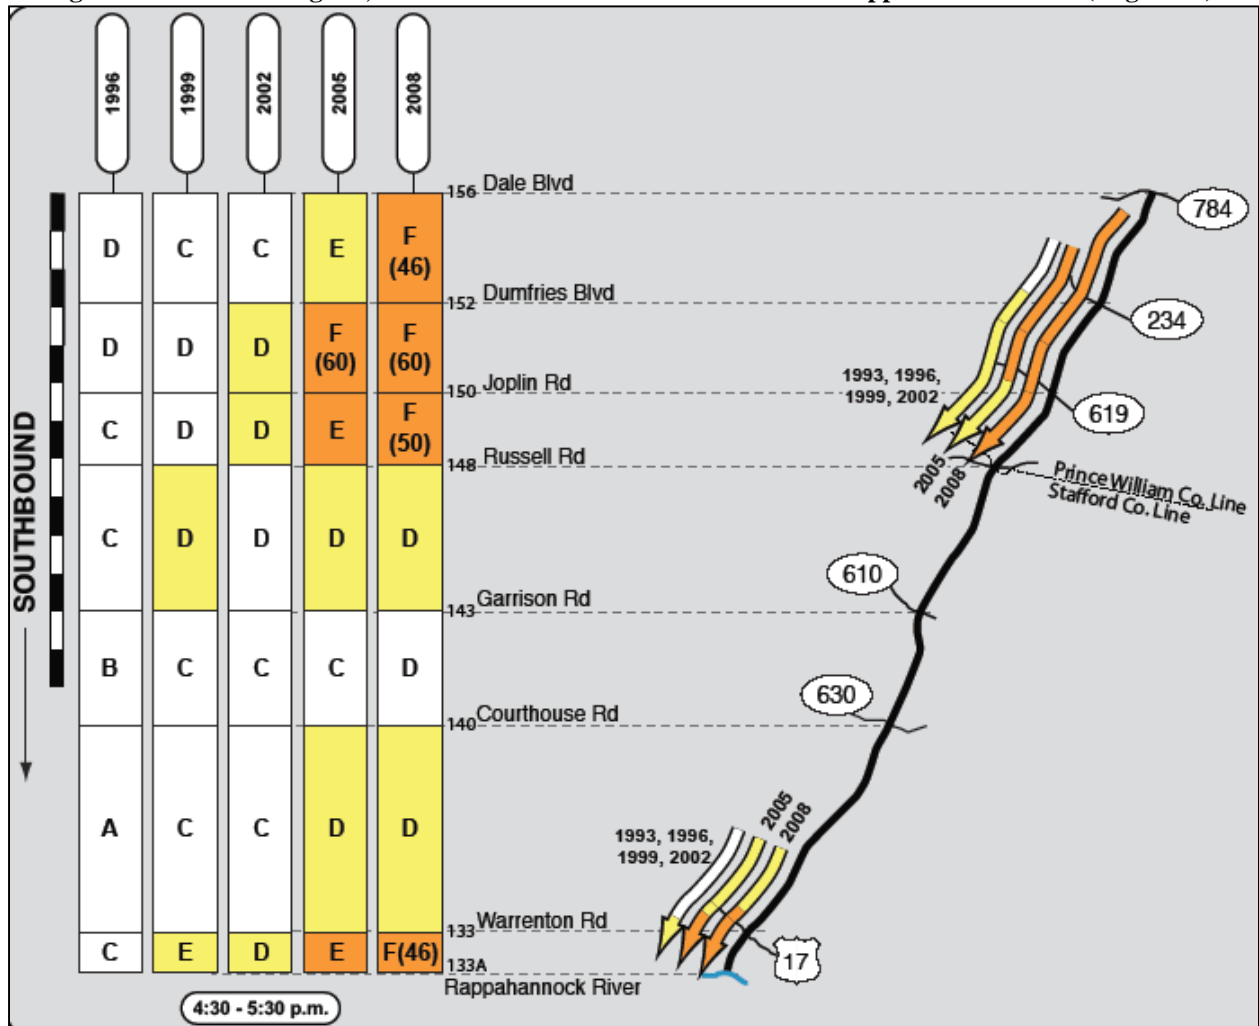 1996
1999
2002
2005
2008
156 Dale Blvd
784
D C C E F (46)
152 Dumfries Blvd
234
D D D F (60) F (60)
1993, 1996,
1999, 2002
150 Joplin Rd
619
C D D E F (50)
148 Russell Rd
2005
2008
Prince William Co. Line
Stafford Co. Line
SOUTHBOUND
C D D D D
610
143 Garrison Rd
B C C C D
630
140 Courthouse Rd
A C C D D
1993, 1996,
1999, 2002
2005
2008
133 Warrenton Rd
17
C E D E F(46)
133A
Rappahannock River
4:30 - 5:30 p.m.